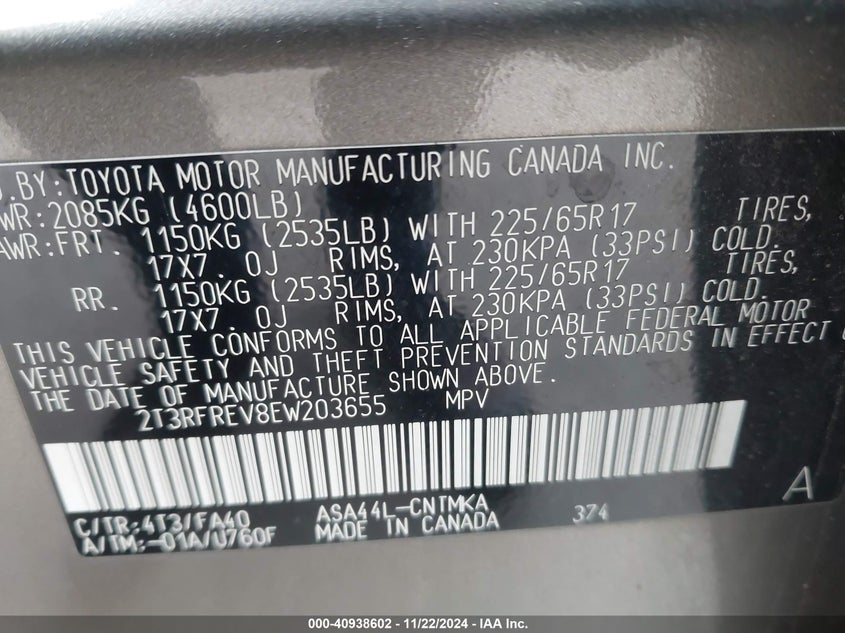 D.BY:TOYOTA MOTOR MANUFACTURING CANADA INC.
WR:2085KG (4600LB)
AWR:FRT. 1150KG (2535LB) WITH 225/65R17 TIRES,
17X7.0J RIMS, AT 230KPA (33PSI) COLD.
RR. 1150KG (2535LB) WITH 225/65R17 TIRES,
17X7.0J RIMS, AT 230KPA (33PSI) COLD.
THIS VEHICLE CONFORMS TO ALL APPLICABLE FEDERAL MOTOR
VEHICLE SAFETY AND THEFT PREVENTION STANDARDS IN EFFECT
THE DATE OF MANUFACTURE SHOWN ABOVE.
2T3RFREV8EW203655 MPV
A
C/TR:4T3/FA40 ASA44L-CNTMKA 374
A/TM:-01A/U760F MADE IN CANADA
000-40938602 - 11/22/2024 - IAA Inc.